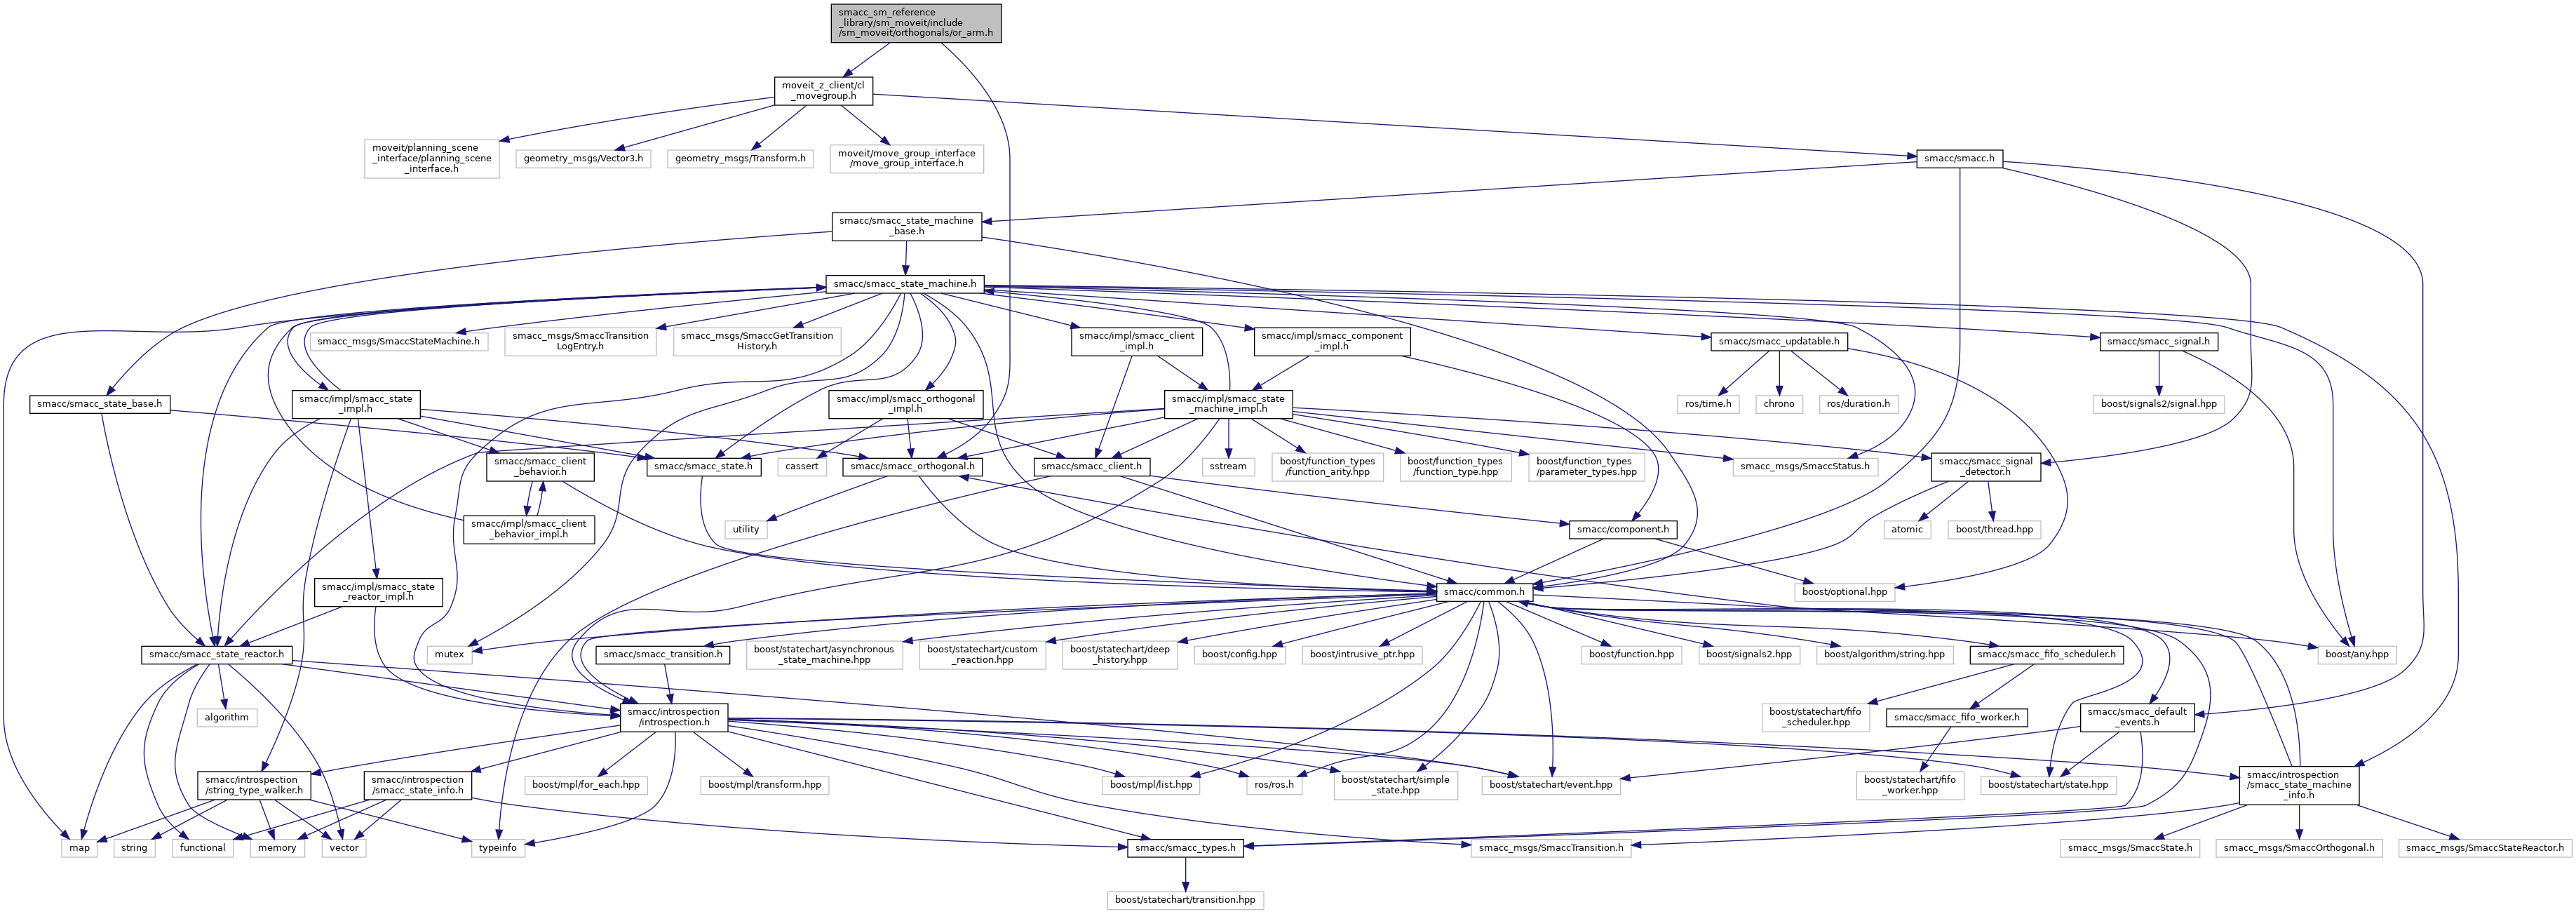 smacc_sm_reference
_library/sm_moveit/include
/sm_moveit/orthogonals/or_arm.h
moveit_z_client/cl
_movegroup.h
moveit/planning_scene
_interface/planning_scene
_interface.h
geometry_msgs/Vector3.h
geometry_msgs/Transform.h
moveit/move_group_interface
/move_group_interface.h
smacc/smacc.h
smacc/smacc_state_machine
_base.h
smacc/smacc_state_machine.h
smacc_msgs/SmaccStateMachine.h
smacc_msgs/SmaccTransition
LogEntry.h
smacc_msgs/SmaccGetTransition
History.h
smacc/impl/smacc_client
_impl.h
smacc/impl/smacc_component
_impl.h
smacc/smacc_updatable.h
smacc/smacc_signal.h
smacc/smacc_state_base.h
smacc/impl/smacc_state
_impl.h
smacc/impl/smacc_orthogonal
_impl.h
smacc/impl/smacc_state
_machine_impl.h
ros/time.h
chrono
ros/duration.h
boost/signals2/signal.hpp
smacc/smacc_client
_behavior.h
smacc/smacc_state.h
cassert
smacc/smacc_orthogonal.h
smacc/smacc_client.h
sstream
boost/function_types
/function_arity.hpp
boost/function_types
/function_type.hpp
boost/function_types
/parameter_types.hpp
smacc_msgs/SmaccStatus.h
smacc/smacc_signal
_detector.h
smacc/impl/smacc_client
_behavior_impl.h
utility
smacc/component.h
atomic
boost/thread.hpp
smacc/impl/smacc_state
_reactor_impl.h
smacc/common.h
boost/optional.hpp
smacc/smacc_state_reactor.h
mutex
smacc/smacc_transition.h
boost/statechart/asynchronous
_state_machine.hpp
boost/statechart/custom
_reaction.hpp
boost/statechart/deep
_history.hpp
boost/config.hpp
boost/intrusive_ptr.hpp
boost/function.hpp
boost/signals2.hpp
boost/algorithm/string.hpp
smacc/smacc_fifo_scheduler.h
boost/any.hpp
algorithm
smacc/introspection
/introspection.h
boost/statechart/fifo
_scheduler.hpp
smacc/smacc_fifo_worker.h
smacc/smacc_default
_events.h
smacc/introspection
/string_type_walker.h
smacc/introspection
/smacc_state_info.h
boost/mpl/for_each.hpp
boost/mpl/transform.hpp
boost/mpl/list.hpp
ros/ros.h
boost/statechart/simple
_state.hpp
boost/statechart/event.hpp
boost/statechart/fifo
_worker.hpp
boost/statechart/state.hpp
smacc/introspection
/smacc_state_machine
_info.h
map
string
functional
memory
vector
typeinfo
smacc/smacc_types.h
smacc_msgs/SmaccTransition.h
smacc_msgs/SmaccState.h
smacc_msgs/SmaccOrthogonal.h
smacc_msgs/SmaccStateReactor.h
boost/statechart/transition.hpp